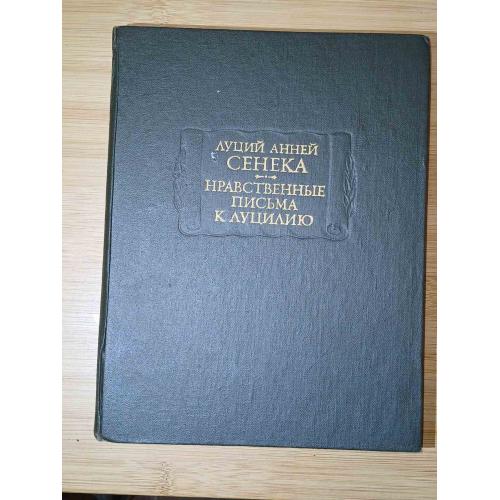 ЛУЦИЙ АННЕЙ
СЕНЕКА
НРАВСТВЕННЫЕ
ПИСЬМА
К ЛУЦИЛИЮ